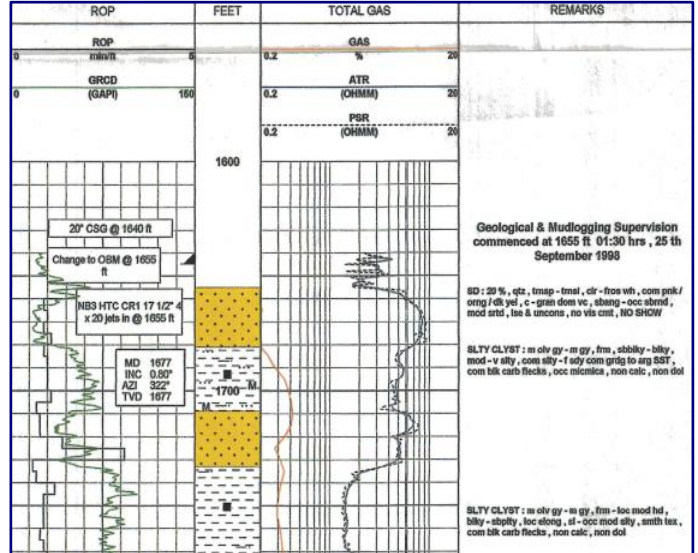 ROP FEET TOTAL GAS REMARKS
ROP
0 min/ft 5
GRCD
0 (GAPI) 150
GAS
0.2 % 20
ATR
0.2 (OHMM) 20
PSR
0.2 (OHMM) 20
1600
20" CSG @ 1640 ft
Change to OBM @ 1655
ft
NB3 HTC CR1 17 1/2" 4
x 20 jets in @ 1655 ft
MD 1677
INC 0.80°
AZI 322°
TVD 1677
1700 M
M
Geological & Mudlogging Supervision
commenced at 1655 ft 01:30 hrs , 25 th
September 1998
SD : 20 % , qtz , trnsp - trnsl , clr - fros wh , com pnk /
orng / dk yel , c - gran dom vc , sbang - occ sbrnd ,
mod srtd , lse & uncons , no vis cmt , NO SHOW
SLTY CLYST : m olv gy - m gy , frm , sbblky - blky ,
mod - v slty , com slty - f sdy com grdg to arg SST ,
com blk carb flecks , occ micmica , non calc , non dol
SLTY CLYST : m olv gy - m gy , frm - loc mod hd ,
blky - sbplty , loc elong , sl - occ mod slty , smth tex ,
com blk carb flecks , non calc , non dol